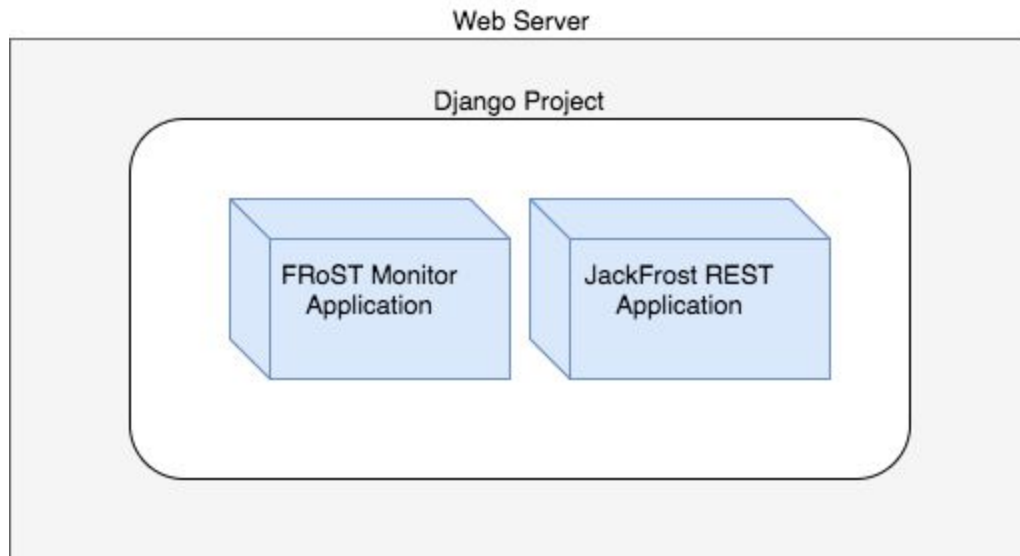 Web Server
Django Project
FRoST Monitor
Application
JackFrost REST
Application